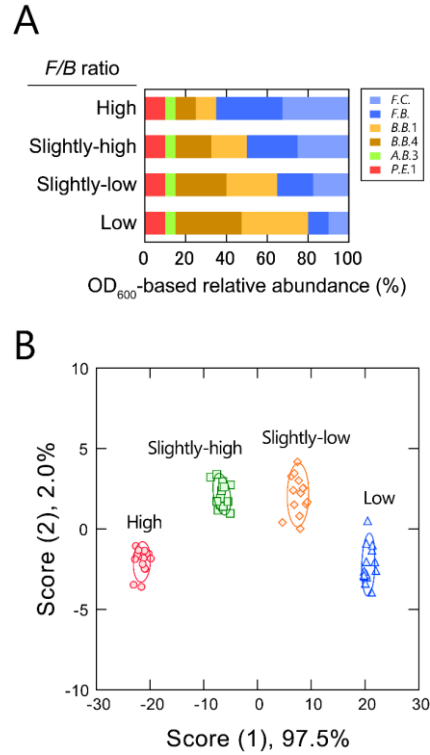 A
F/B ratio
High
Slightly-high
Slightly-low
Low
0 20 40 60 80 100
OD600-based relative abundance (%)
F.C.
F.B.
B.B.1
B.B.4
A.B.3
P.E.1
B
10
5
0
-5
-10
Score (2), 2.0%
Slightly-high
Slightly-low
High
Low
-30 -20 -10 0 10 20 30
Score (1), 97.5%